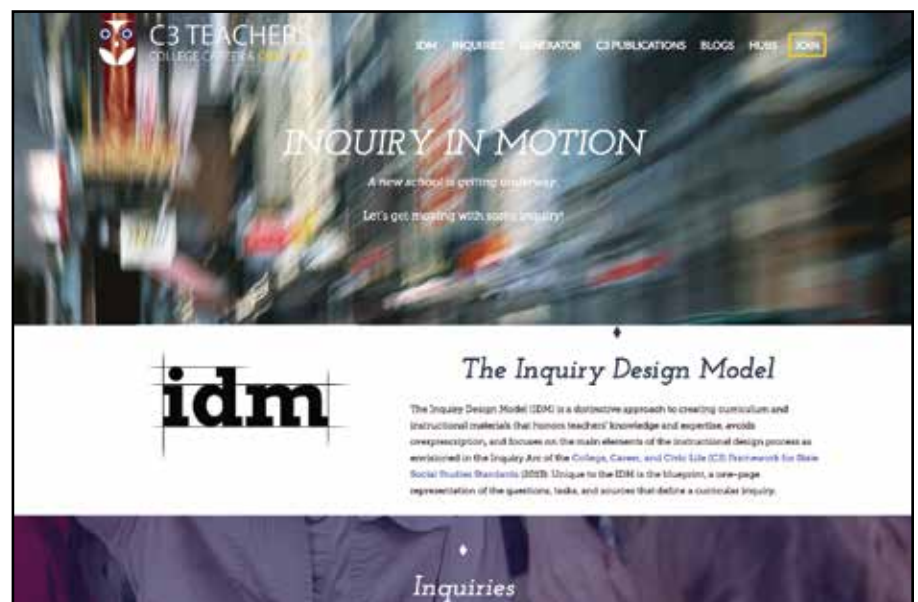 C3 TEACHERS
COLLEGE CAREER & CIVIC LIFE
IDM INQUIRIES GENERATOR C3 PUBLICATIONS BLOGS HUBS JOIN
INQUIRY IN MOTION
A new school is getting underway.
Let's get moving with some inquiry!
idm
The Inquiry Design Model
The Inquiry Design Model (IDM) is a distinctive approach to creating curriculum and
instructional materials that honors teachers' knowledge and expertise, avoids
overprescription, and focuses on the main elements of the instructional design process as
envisioned in the Inquiry Arc of the College, Career, and Civic Life (C3) Framework for State
Social Studies Standards (2013). Unique to the IDM is the blueprint, a one-page
representation of the questions, tasks, and sources that define a curricular inquiry.
Inquiries